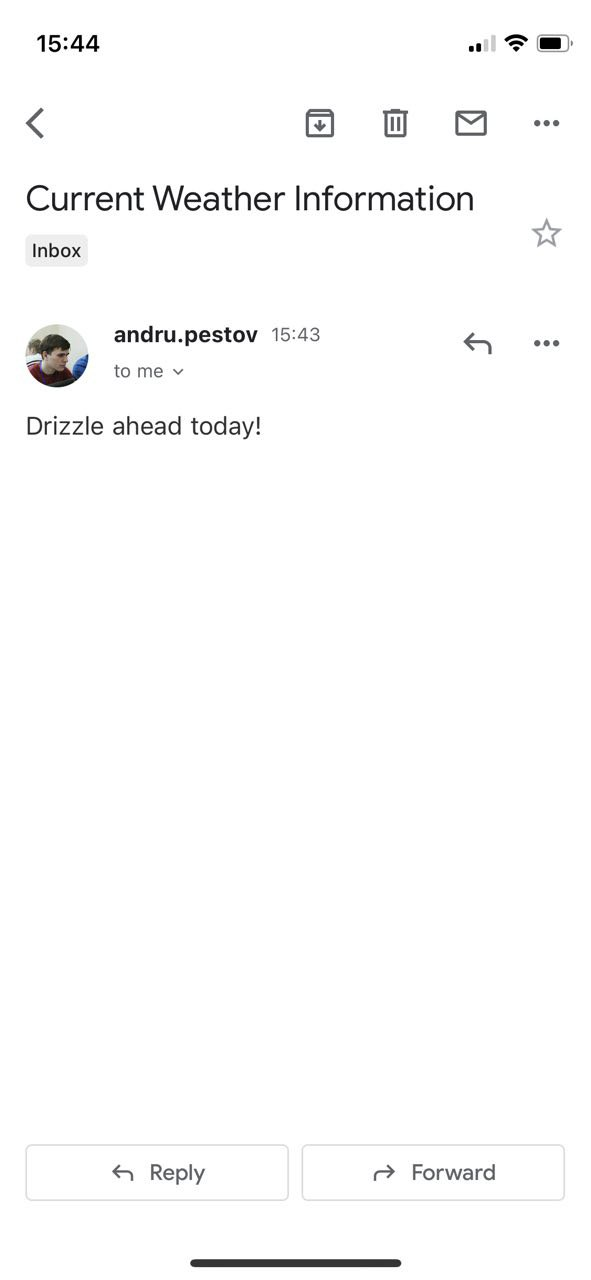 15:44
Current Weather Information
Inbox
andru.pestov 15:43
to me
Drizzle ahead today!
Reply
Forward